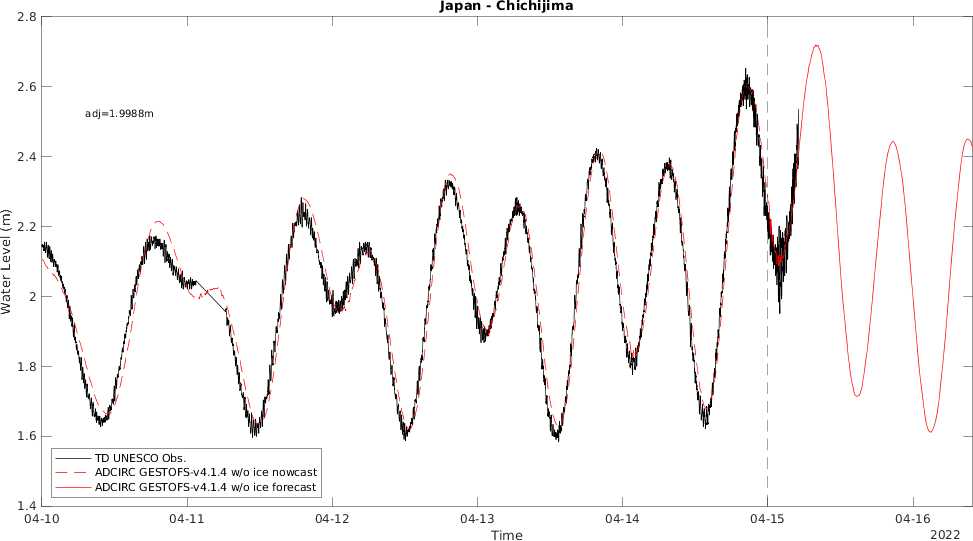 Japan - Chichijima
2.8
2.6
adj=1.9988m
2.4
2.2
Water Level (m)
2
1.8
1.6
TD UNESCO Obs.
ADCIRC GESTOFS-v4.1.4 w/o ice nowcast
ADCIRC GESTOFS-v4.1.4 w/o ice forecast
1.4
04-10 04-11 04-12 04-13 04-14 04-15 04-16
Time
2022